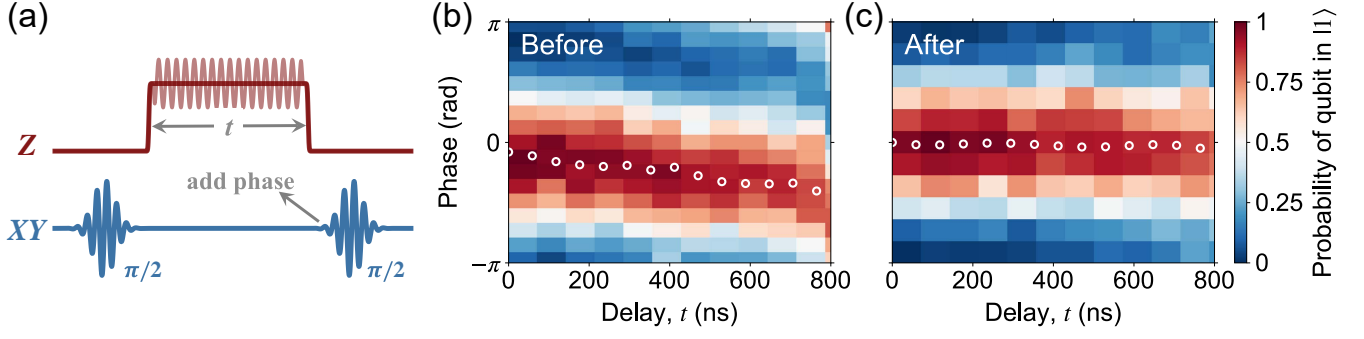 (a)
t
Z
add phase
XY
π/2
π/2
(b)
Before
Phase (rad)
π
0
−π
0
200
400
600
800
Delay, t (ns)
(c)
After
0
200
400
600
800
Delay, t (ns)
1
0.75
0.5
0.25
0
Probability of qubit in |1⟩